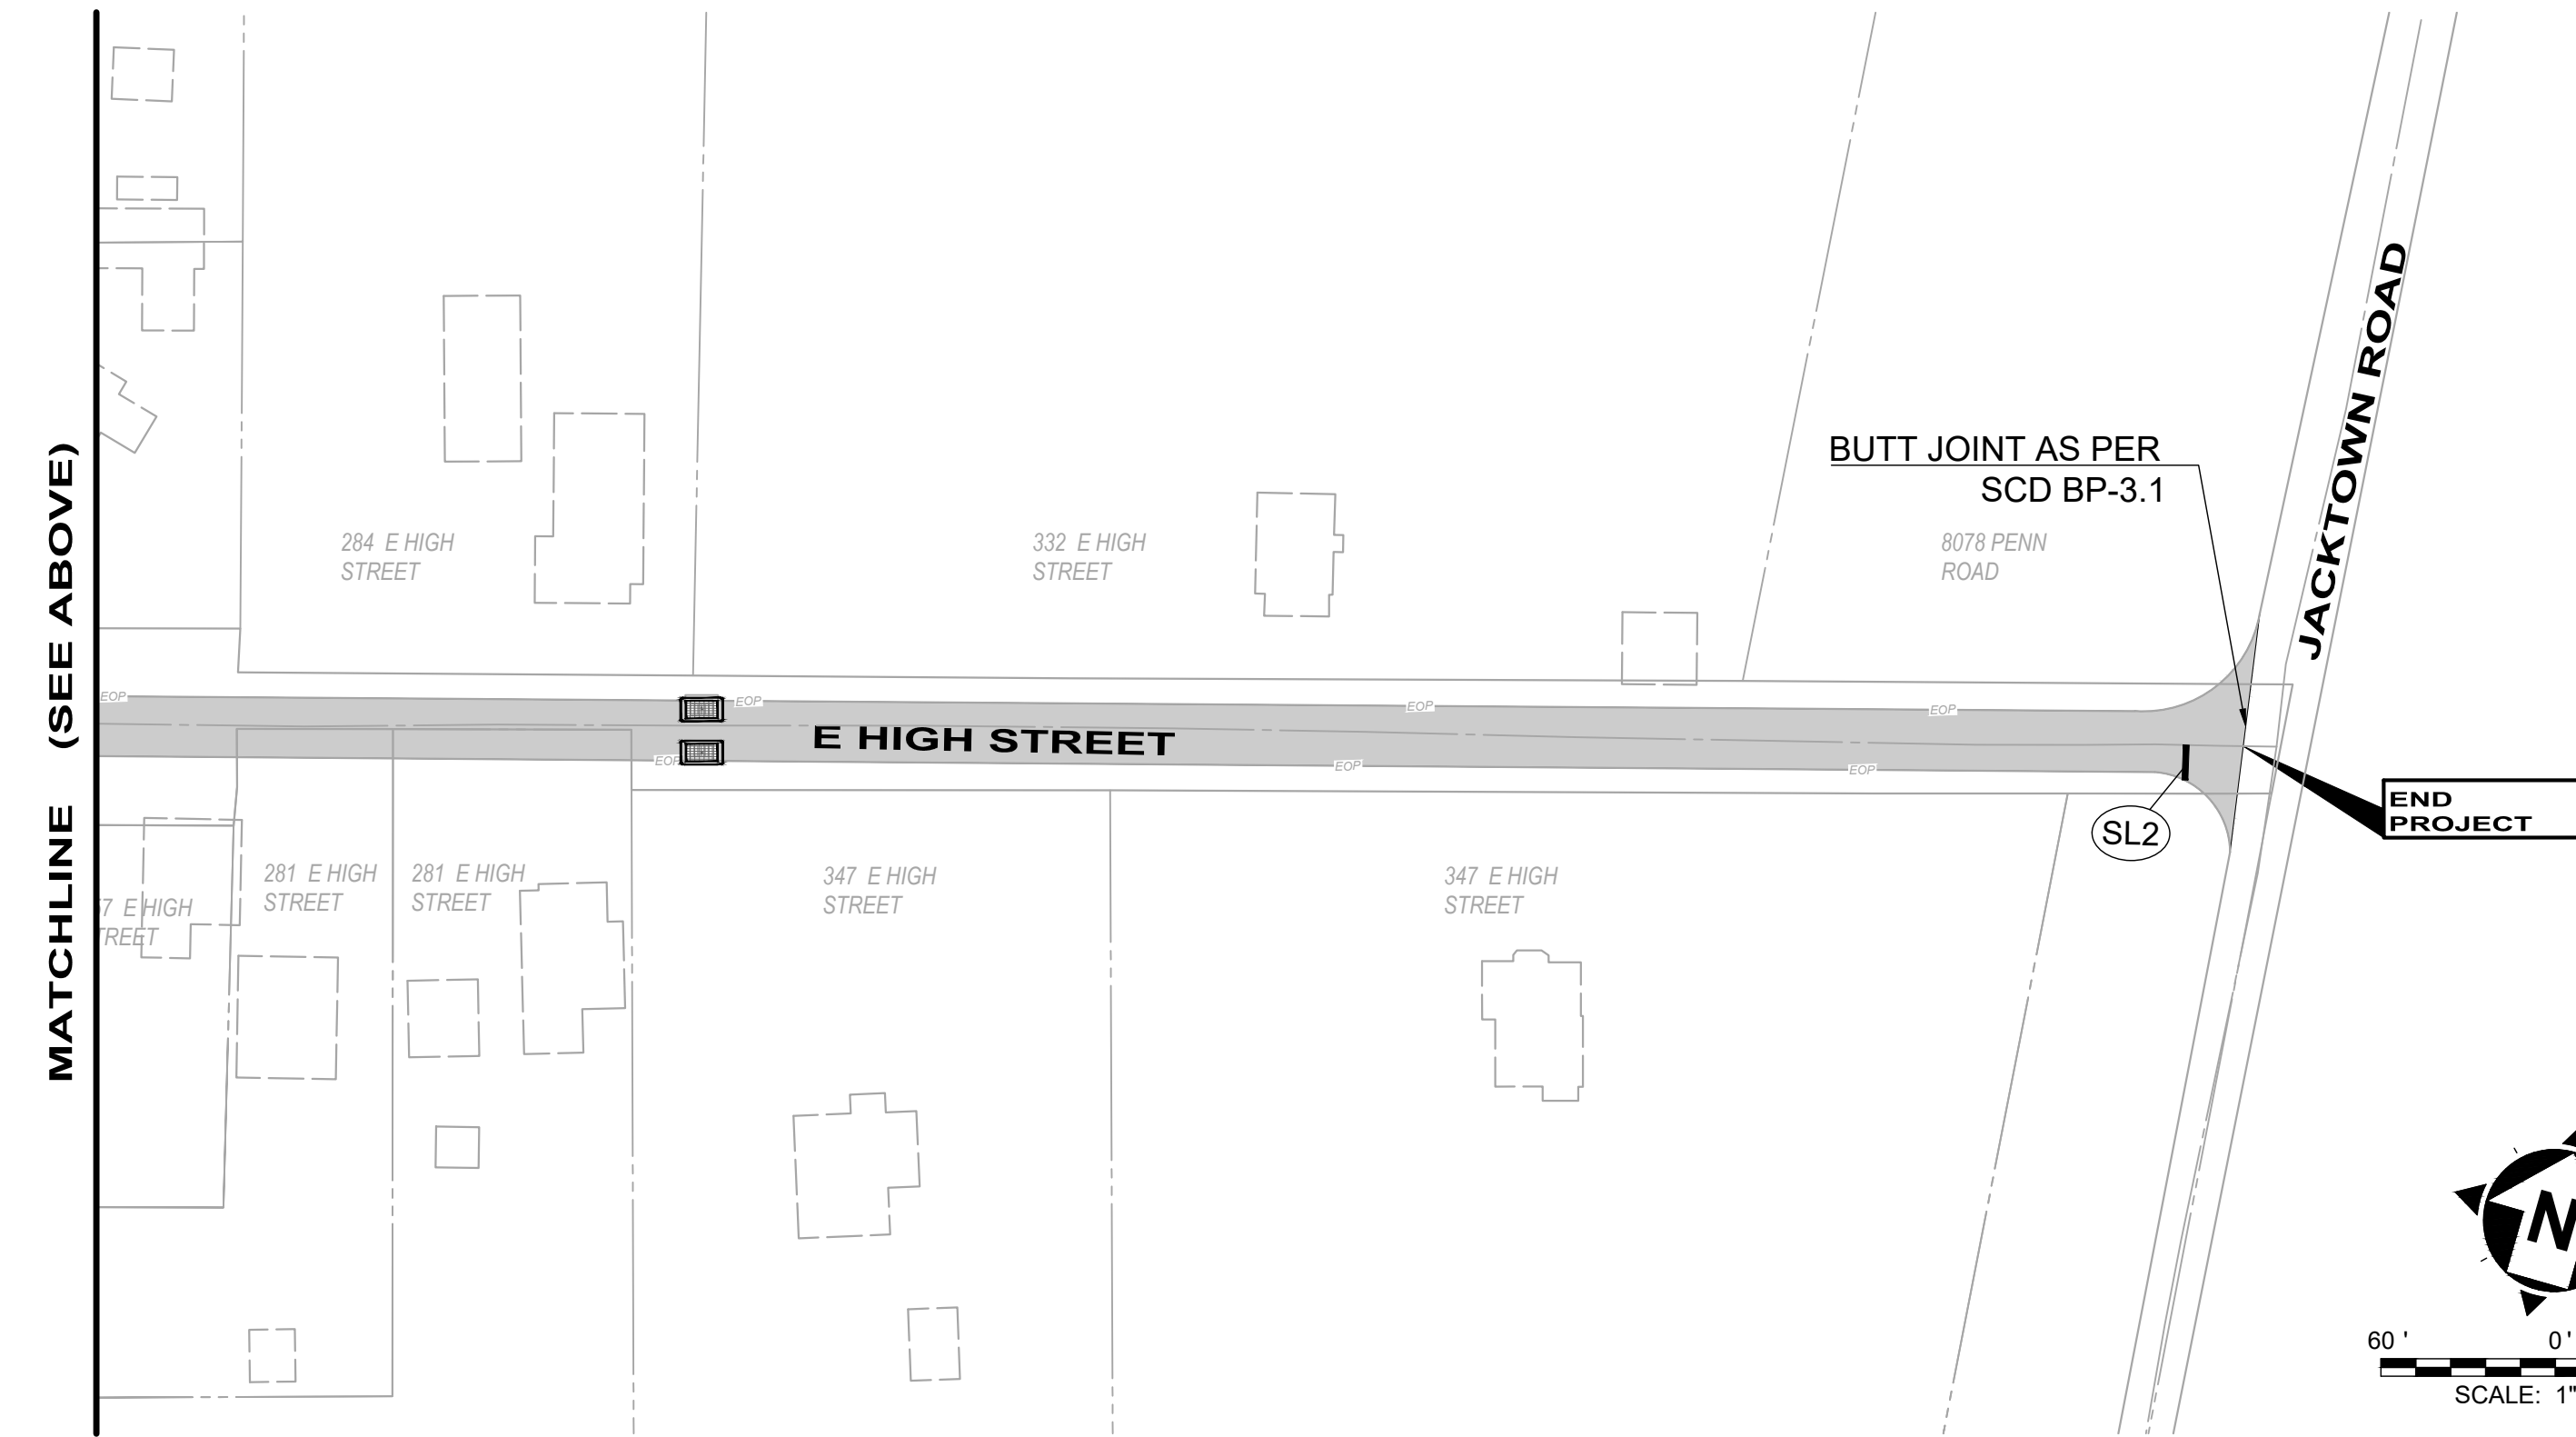 MATCHLINE (SEE ABOVE)
284 E HIGH
STREET
332 E HIGH
STREET
BUTT JOINT AS PER
SCD BP-3.1
8078 PENN
ROAD
JACKTOWN ROAD
EOP
EOP
EOP
EOP
E HIGH STREET
EOP
EOP
EOP
END
PROJECT
SL2
281 E HIGH
STREET
281 E HIGH
STREET
347 E HIGH
STREET
347 E HIGH
STREET
7 E HIGH
TREET
N
60 ' 0 '
SCALE: 1"